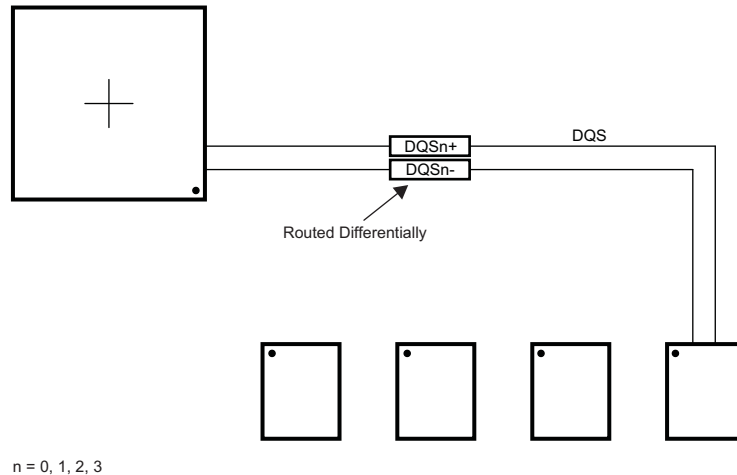 DQSn+
DQS
DQSn-
Routed Differentially
n = 0, 1, 2, 3